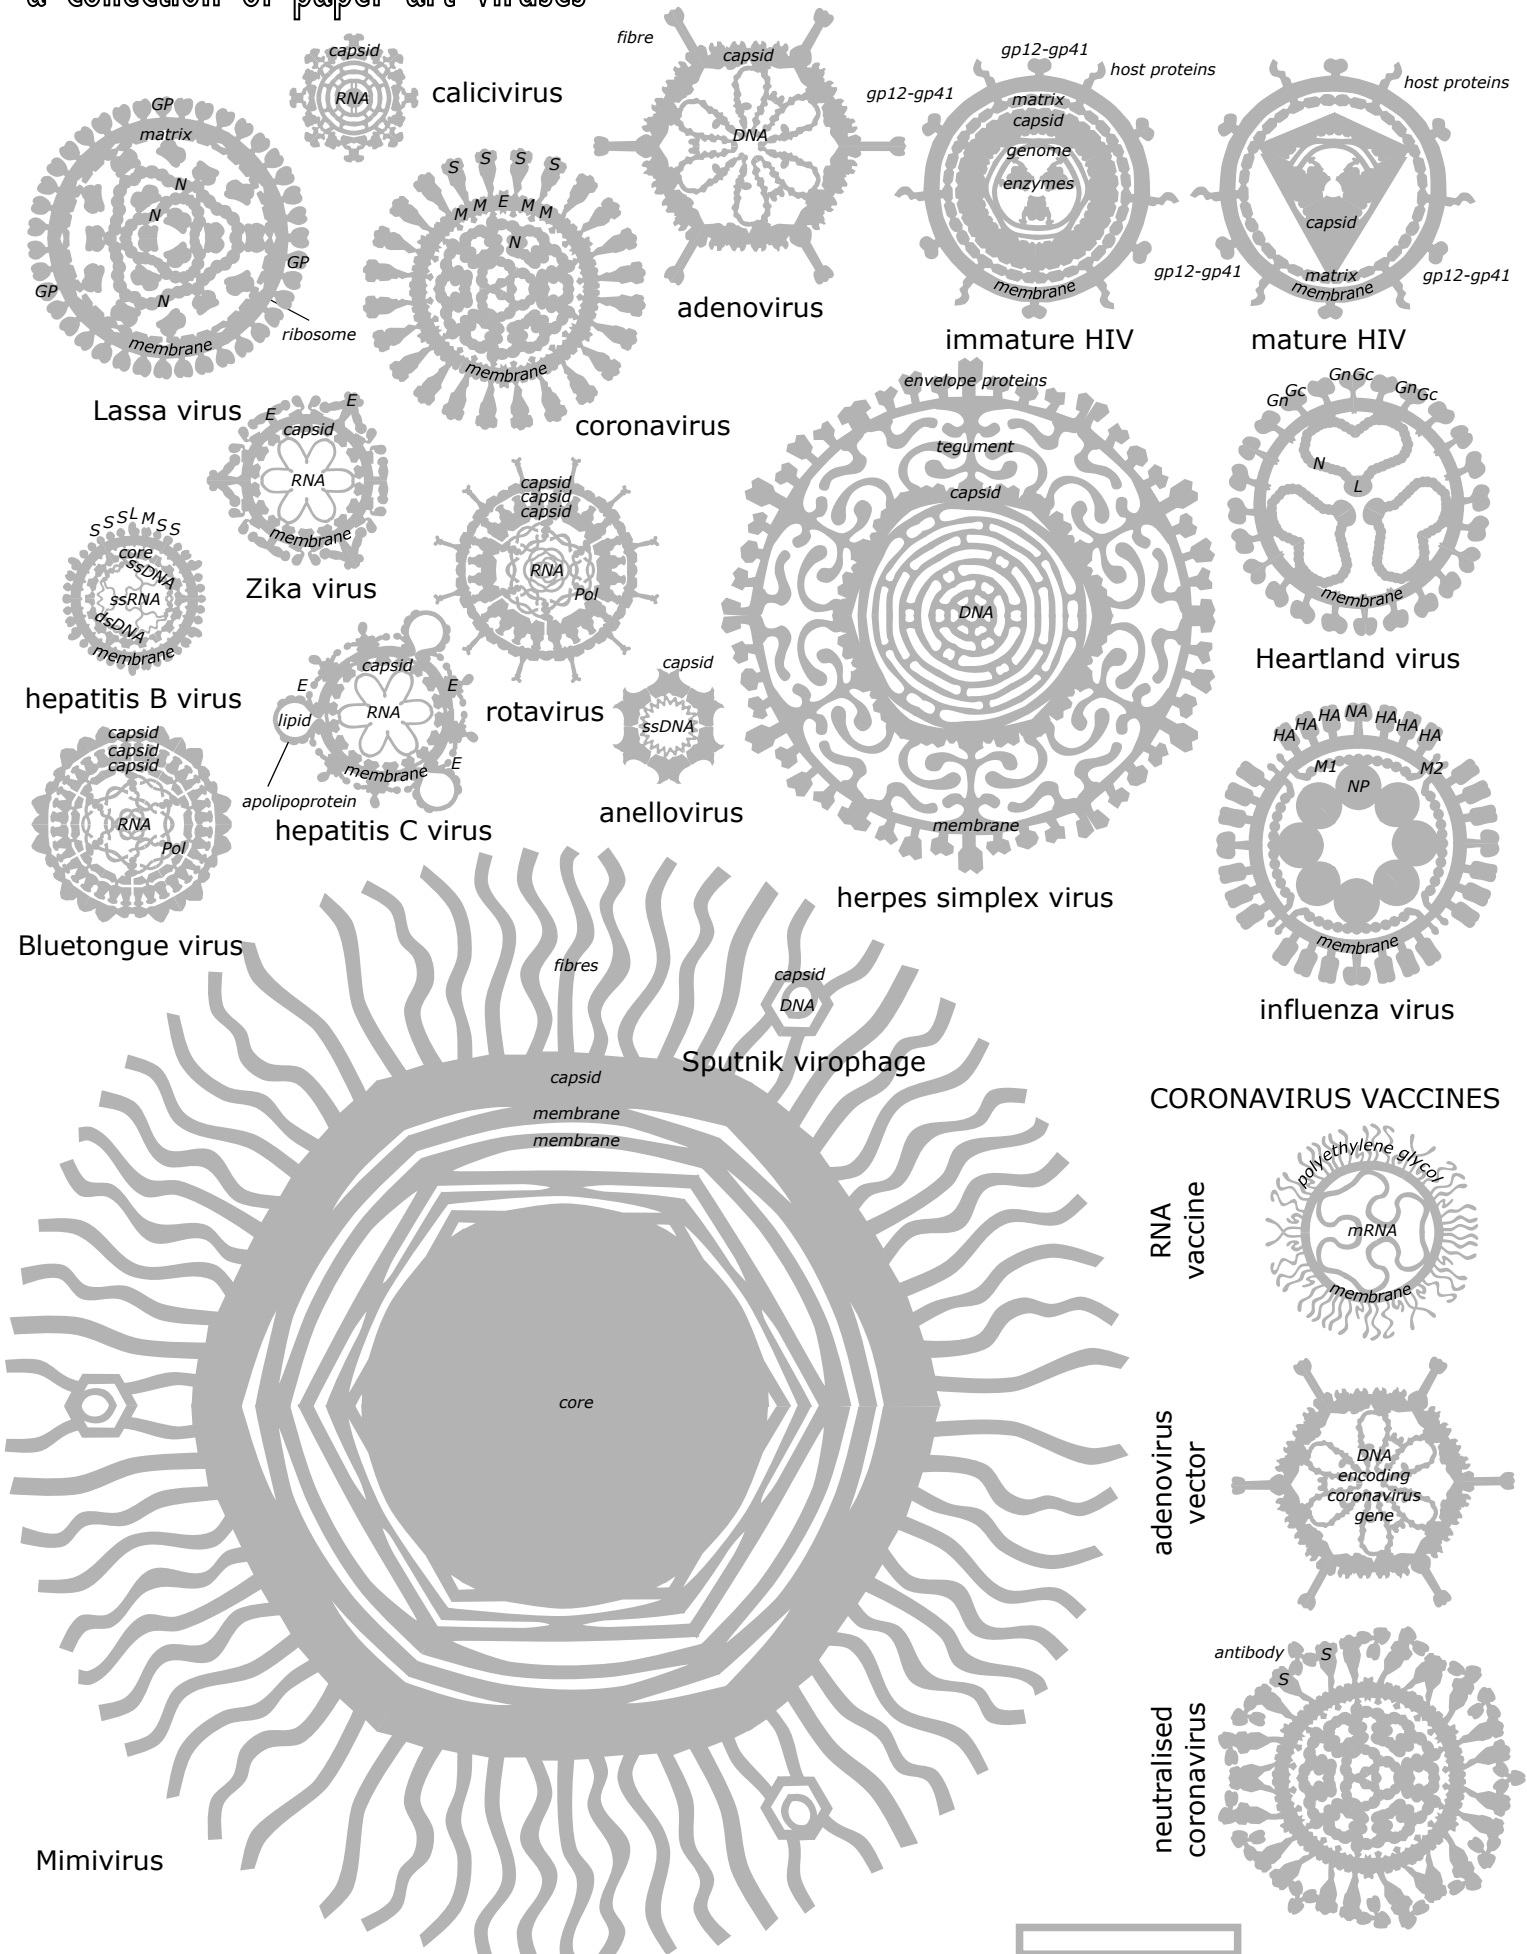 a collection of paper art viruses
capsid
RNA
calicivirus
fibre
capsid
DNA
adenovirus
gp12-gp41
gp12-gp41
host proteins
matrix
capsid
genome
enzymes
membrane
gp12-gp41
immature HIV
host proteins
capsid
matrix
membrane
gp12-gp41
mature HIV
GP
matrix
N
N
N
GP
GP
membrane
ribosome
Lassa virus
S S S S
M M E M M
N
membrane
coronavirus
E
E
capsid
RNA
membrane
Zika virus
capsid
capsid
capsid
RNA
Pol
rotavirus
envelope proteins
tegument
capsid
DNA
membrane
herpes simplex virus
Gn Gc Gn Gc Gn Gc
N
L
membrane
Heartland virus
S S S L M S S
core
ssDNA
ssRNA
dsDNA
membrane
hepatitis B virus
capsid
E
E
lipid
RNA
E
membrane
apolipoprotein
hepatitis C virus
capsid
ssDNA
anellovirus
HA HA HA NA HA HA HA
M1
M2
NP
membrane
influenza virus
capsid
capsid
capsid
RNA
Pol
Bluetongue virus
fibres
capsid
DNA
Sputnik virophage
capsid
membrane
membrane
core
Mimivirus
CORONAVIRUS VACCINES
polyethylene glycol
mRNA
membrane
RNA
vaccine
DNA
encoding
coronavirus
gene
adenovirus
vector
antibody
S
S
neutralised
coronavirus